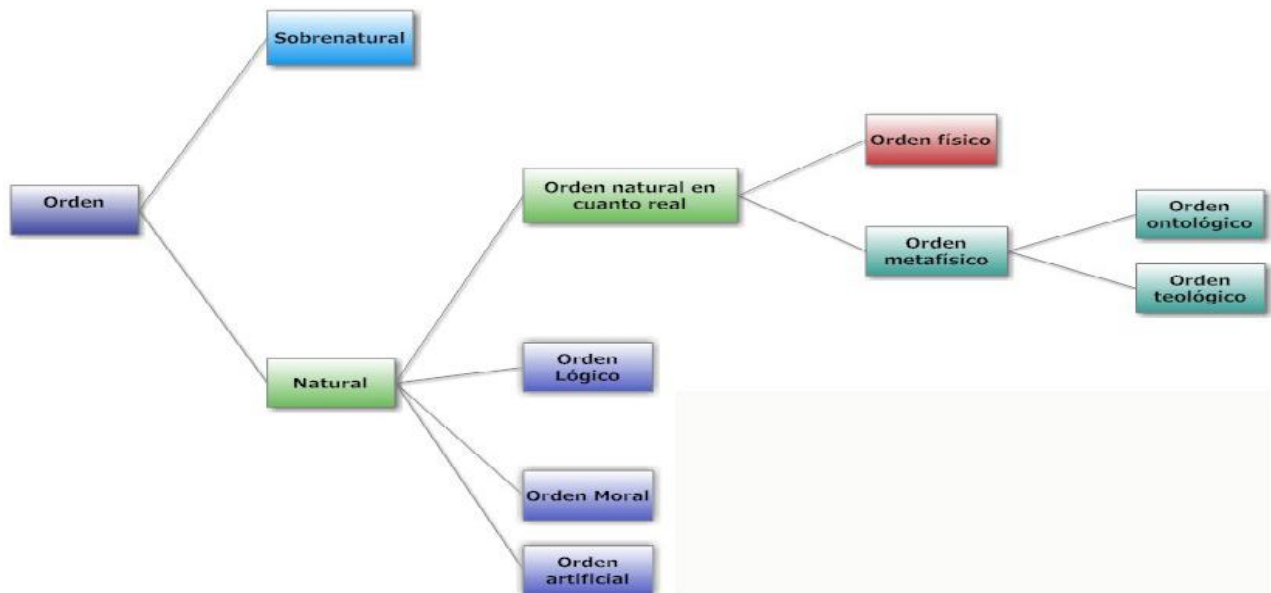 Sobrenatural
Orden
Natural
Orden natural en
cuanto real
Orden
Lógico
Orden Moral
Orden
artificial
Orden físico
Orden
metafísico
Orden
ontológico
Orden
teológico